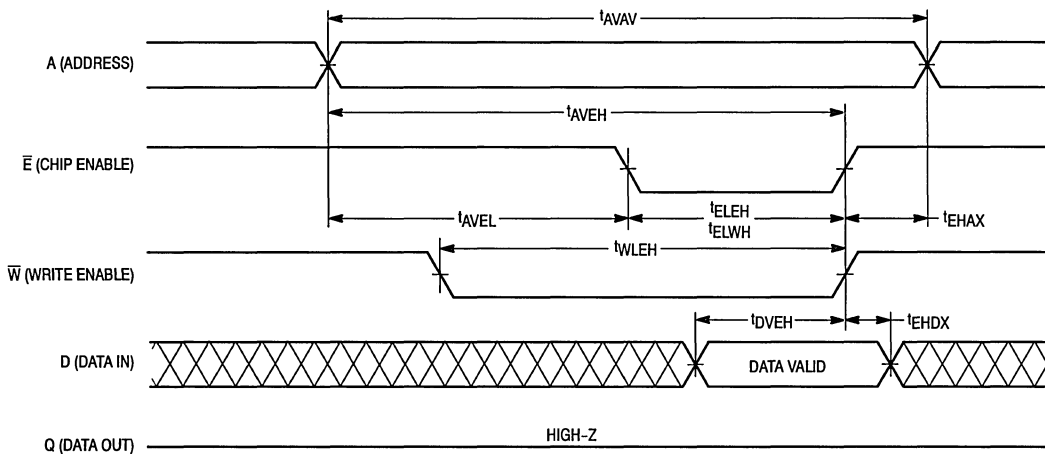 tAVAV
A (ADDRESS)
tAVEH
E̅ (CHIP ENABLE)
tAVEL
tELEH
tELWH
tEHAX
tWLEH
W̅ (WRITE ENABLE)
tDVEH
tEHDX
D (DATA IN)
DATA VALID
HIGH–Z
Q (DATA OUT)